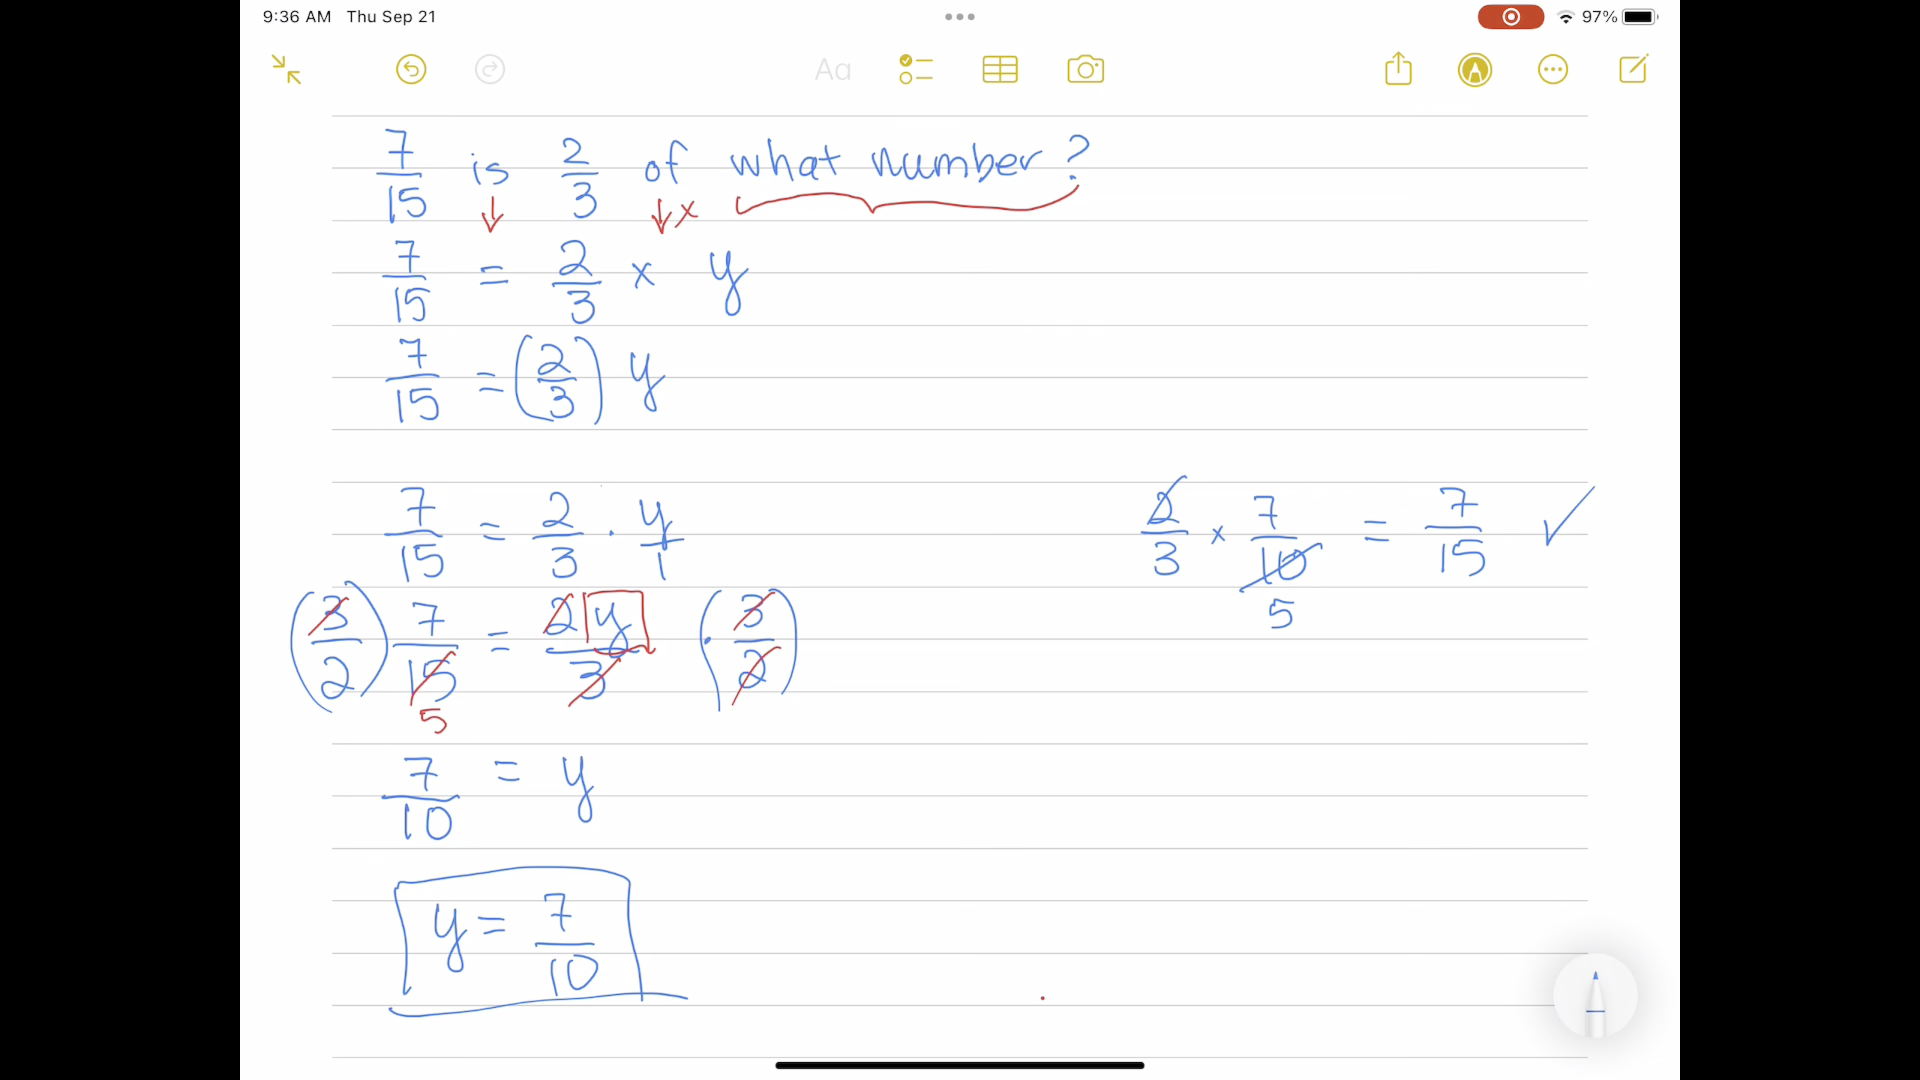 9:36 AM Thu Sep 21
97%
Aa
7/15 is 2/3 of what number?
↓ ↓x
7/15 = 2/3 x y
7/15 = (2/3) y
7/15 = 2/3 · y/1
2/3 x 7/10 = 7/15 ✓
5
(3/2) 7/15 = 2y/3 (· 3/2)
5
7/10 = y
y = 7/10